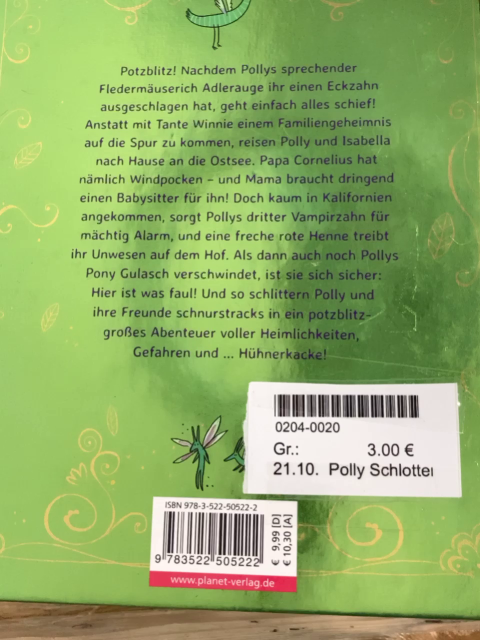 Potzblitz! Nachdem Pollys sprechender
Fledermäuserich Adlerauge ihr einen Eckzahn
ausgeschlagen hat, geht einfach alles schief!
Anstatt mit Tante Winnie einem Familiengeheimnis
auf die Spur zu kommen, reisen Polly und Isabella
nach Hause an die Ostsee. Papa Cornelius hat
nämlich Windpocken – und Mama braucht dringend
einen Babysitter für ihn! Doch kaum in Kalifornien
angekommen, sorgt Pollys dritter Vampirzahn für
mächtig Alarm, und eine freche rote Henne treibt
ihr Unwesen auf dem Hof. Als dann auch noch Pollys
Pony Gulasch verschwindet, ist sie sich sicher:
Hier ist was faul! Und so schlittern Polly und
ihre Freunde schnurstracks in ein potzblitz-
großes Abenteuer voller Heimlichkeiten,
Gefahren und ... Hühnerkacke!
0204-0020
Gr.: 3.00 €
21.10. Polly Schlotter
ISBN 978-3-522-50522-2
9 783522 505222
€ 9,99 [D]
€ 10,30 [A]
www.planet-verlag.de